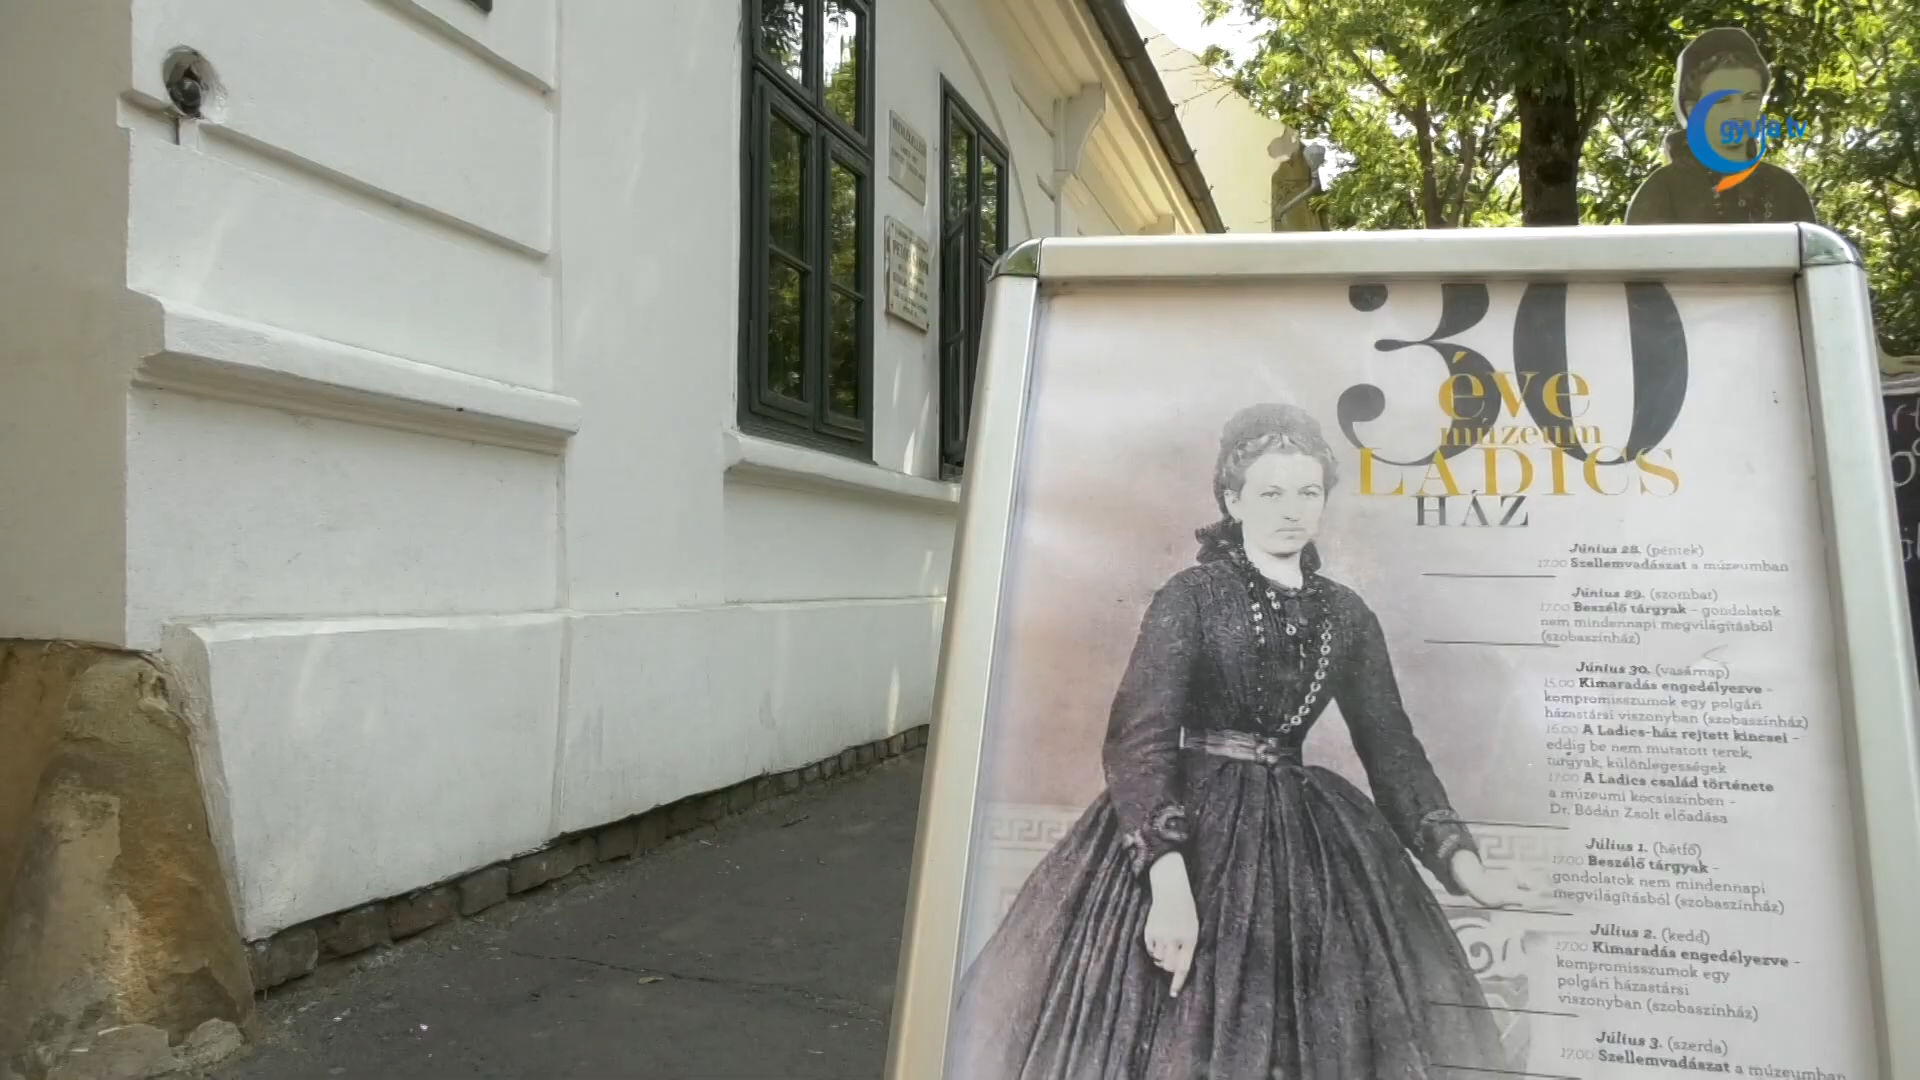 gyula tv
30
éve
múzeum
LADICS
HÁZ
Június 28. (péntek)
17.00 Szellemvadászat a múzeumban
Június 29. (szombat)
17.00 Beszélő tárgyak - gondolatok
nem mindennapi megvilágításból
(szobaszínház)
Június 30. (vasárnap)
15.00 Kimaradás engedélyezve -
kompromisszumok egy polgári
házastársi viszonyban (szobaszínház)
16.00 A Ladics-ház rejtett kincsei -
eddig be nem mutatott terek,
tárgyak, különlegességek
17.00 A Ladics család története
a múzeumi kocsiszínben -
Dr. Bódán Zsolt előadása
Július 1. (hétfő)
17.00 Beszélő tárgyak -
gondolatok nem mindennapi
megvilágításból (szobaszínház)
Július 2. (kedd)
17.00 Kimaradás engedélyezve -
kompromisszumok egy
polgári házastársi
viszonyban (szobaszínház)
Július 3. (szerda)
17.00 Szellemvadászat a múzeumban